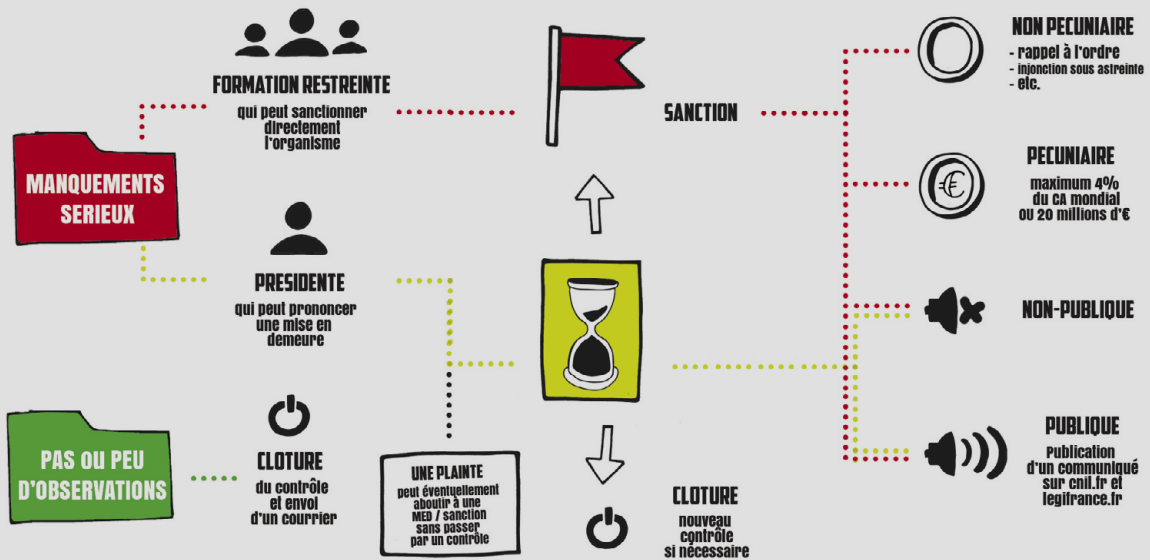 MANQUEMENTS
SERIEUX
FORMATION RESTREINTE
qui peut sanctionner
directement
l'organisme
SANCTION
NON PECUNIAIRE
- rappel à l'ordre
- injonction sous astreinte
- etc.
PECUNIAIRE
maximum 4%
du CA mondial
ou 20 millions d'€
PRESIDENTE
qui peut prononcer
une mise en
demeure
NON-PUBLIQUE
PUBLIQUE
Publication
d'un communiqué
sur cnil.fr et
legifrance.fr
PAS OU PEU
D'OBSERVATIONS
CLOTURE
du contrôle
et envoi
d'un courrier
UNE PLAINTE
peut éventuellement
aboutir à une
MED / sanction
sans passer
par un contrôle
CLOTURE
nouveau
contrôle
si nécessaire